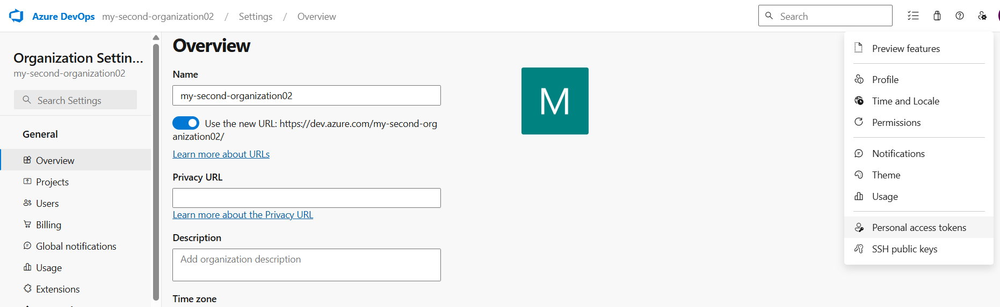 Azure DevOps my-second-organization02 / Settings / Overview
Search
Organization Settin...
my-second-organization02
Search Settings
General
Overview
Projects
Users
Billing
Global notifications
Usage
Extensions
Overview
Name
my-second-organization02
Use the new URL: https://dev.azure.com/my-second-org
anization02/
Learn more about URLs
Privacy URL
Learn more about the Privacy URL
Description
Add organization description
Time zone
M
Preview features
Profile
Time and Locale
Permissions
Notifications
Theme
Usage
Personal access tokens
SSH public keys